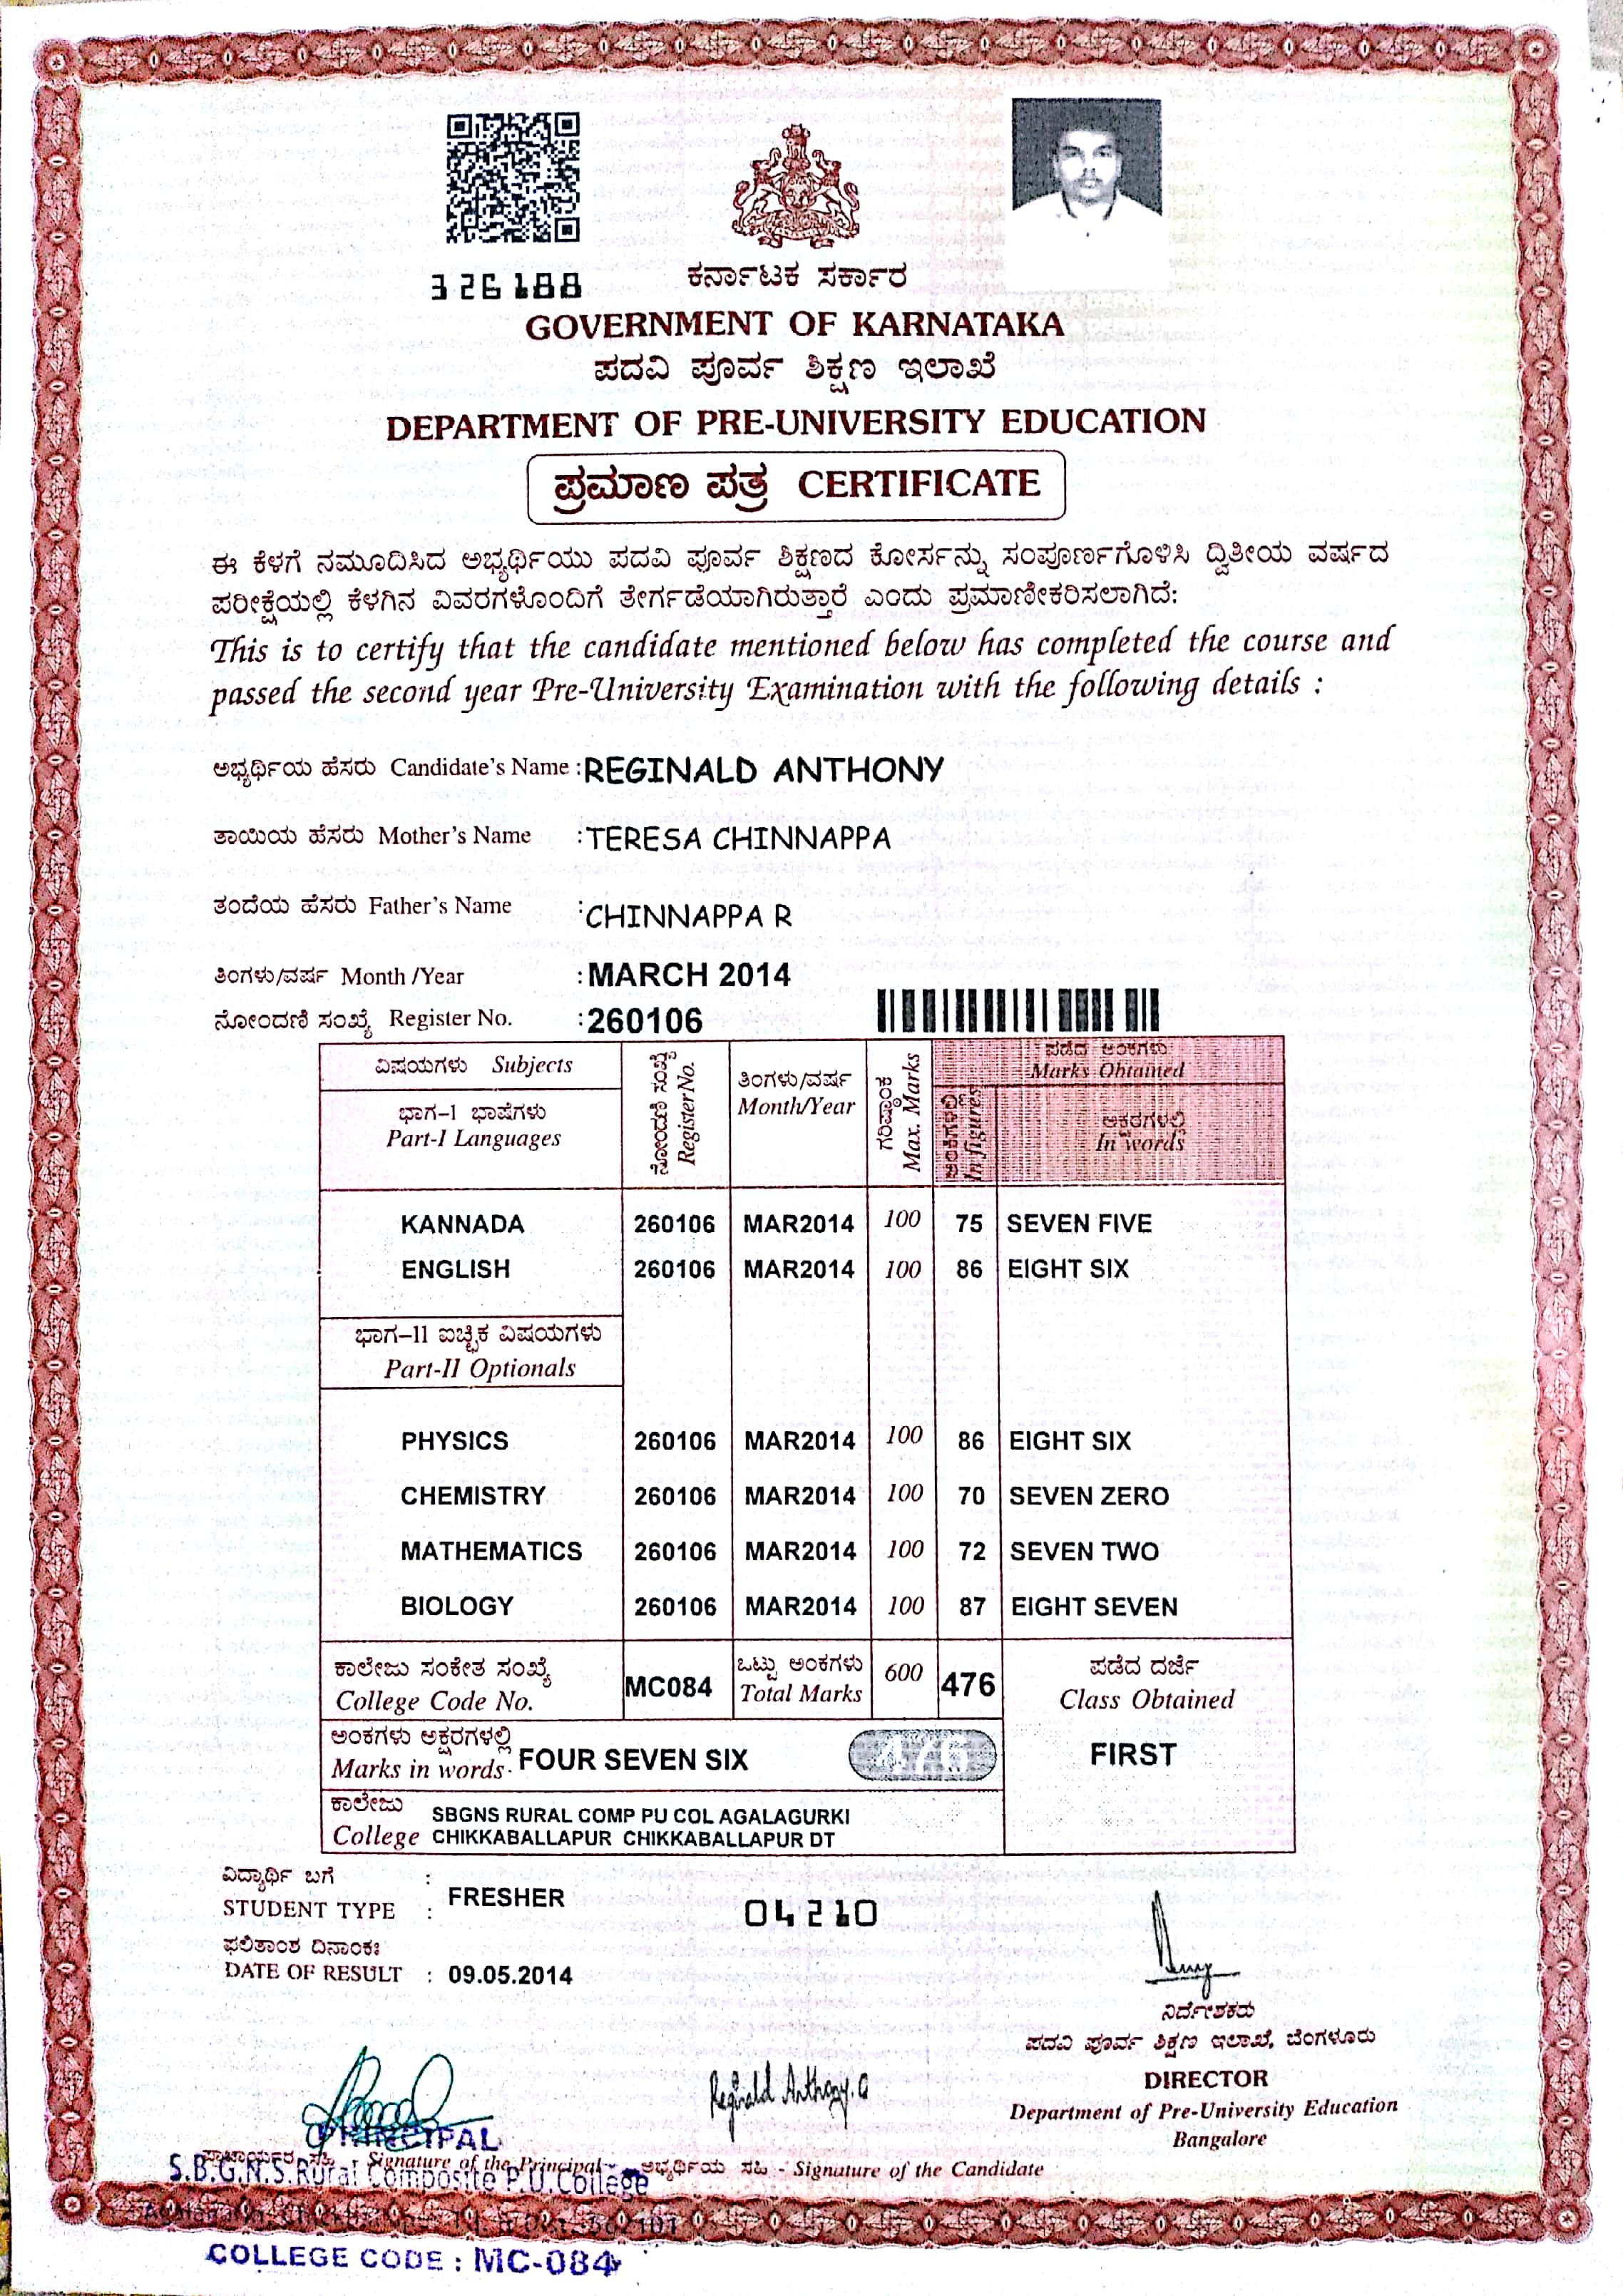 326188
ಕರ್ನಾಟಕ ಸರ್ಕಾರ
GOVERNMENT OF KARNATAKA
ಪದವಿ ಪೂರ್ವ ಶಿಕ್ಷಣ ಇಲಾಖೆ
DEPARTMENT OF PRE-UNIVERSITY EDUCATION
ಪ್ರಮಾಣ ಪತ್ರ CERTIFICATE
ಈ ಕೆಳಗೆ ನಮೂದಿಸಿದ ಅಭ್ಯರ್ಥಿಯು ಪದವಿ ಪೂರ್ವ ಶಿಕ್ಷಣದ ಕೋರ್ಸನ್ನು ಸಂಪೂರ್ಣಗೊಳಿಸಿ ದ್ವಿತೀಯ ವರ್ಷದ
ಪರೀಕ್ಷೆಯಲ್ಲಿ ಕೆಳಗಿನ ವಿವರಗಳೊಂದಿಗೆ ತೇರ್ಗಡೆಯಾಗಿರುತ್ತಾರೆ ಎಂದು ಪ್ರಮಾಣೀಕರಿಸಲಾಗಿದೆ:
This is to certify that the candidate mentioned below has completed the course and
passed the second year Pre-University Examination with the following details :
ಅಭ್ಯರ್ಥಿಯ ಹೆಸರು Candidate's Name : REGINALD ANTHONY
ತಾಯಿಯ ಹೆಸರು Mother's Name : TERESA CHINNAPPA
ತಂದೆಯ ಹೆಸರು Father's Name : CHINNAPPA R
ತಿಂಗಳು/ವರ್ಷ Month /Year : MARCH 2014
ನೋಂದಣಿ ಸಂಖ್ಯೆ Register No. : 260106
ವಿಷಯಗಳು Subjects
ಭಾಗ-1 ಭಾಷೆಗಳು
Part-I Languages
ನೋಂದಣಿ ಸಂಖ್ಯೆ
Register No.
ತಿಂಗಳು/ವರ್ಷ
Month/Year
ಗರಿಷ್ಠಾಂಕ
Max. Marks
ಪಡೆದ ಅಂಕಗಳು
Marks Obtained
ಅಂಕಿಗಳಲ್ಲಿ
In figures
ಅಕ್ಷರಗಳಲ್ಲಿ
In words
KANNADA 260106 MAR2014 100 75 SEVEN FIVE
ENGLISH 260106 MAR2014 100 86 EIGHT SIX
ಭಾಗ-11 ಐಚ್ಛಿಕ ವಿಷಯಗಳು
Part-II Optionals
PHYSICS 260106 MAR2014 100 86 EIGHT SIX
CHEMISTRY 260106 MAR2014 100 70 SEVEN ZERO
MATHEMATICS 260106 MAR2014 100 72 SEVEN TWO
BIOLOGY 260106 MAR2014 100 87 EIGHT SEVEN
ಕಾಲೇಜು ಸಂಕೇತ ಸಂಖ್ಯೆ
College Code No. MC084
ಒಟ್ಟು ಅಂಕಗಳು
Total Marks 600 476
ಪಡೆದ ದರ್ಜೆ
Class Obtained
FIRST
ಅಂಕಗಳು ಅಕ್ಷರಗಳಲ್ಲಿ
Marks in words- FOUR SEVEN SIX 476
ಕಾಲೇಜು
College SBGNS RURAL COMP PU COL AGALAGURKI
CHIKKABALLAPUR CHIKKABALLAPUR DT
ವಿದ್ಯಾರ್ಥಿ ಬಗೆ :
STUDENT TYPE : FRESHER
04210
ಫಲಿತಾಂಶ ದಿನಾಂಕ:
DATE OF RESULT : 09.05.2014
ನಿರ್ದೇಶಕರು
ಪದವಿ ಪೂರ್ವ ಶಿಕ್ಷಣ ಇಲಾಖೆ, ಬೆಂಗಳೂರು
DIRECTOR
Department of Pre-University Education
Bangalore
Reginald Anthony. C
PRINCIPAL
ಪ್ರಾಚಾರ್ಯರ ಸಹಿ - Signature of the Principal
ಅಭ್ಯರ್ಥಿಯ ಸಹಿ - Signature of the Candidate
S.B.G.N.S. Rural Composite P.U. College
COLLEGE CODE : MC-084